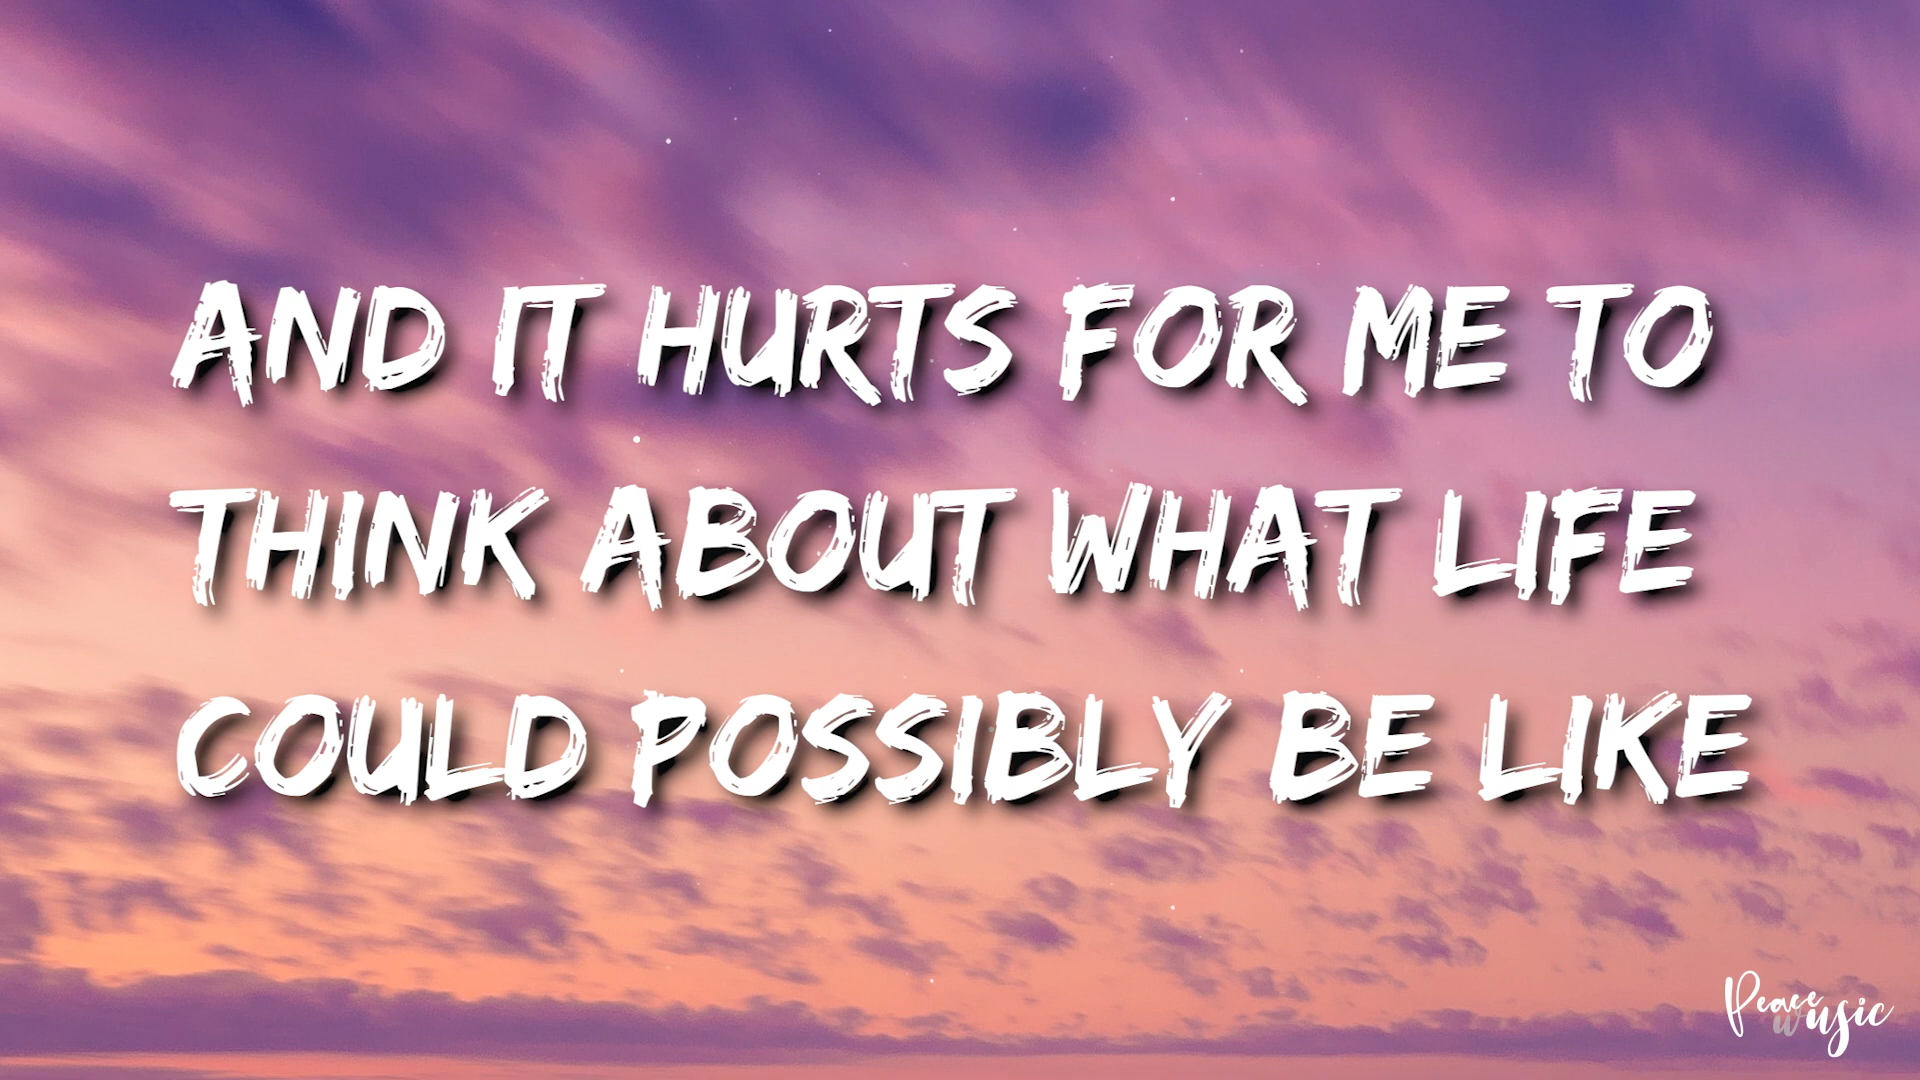 AND IT HURTS FOR ME TO
THINK ABOUT WHAT LIFE
COULD POSSIBLY BE LIKE
Peace
Music